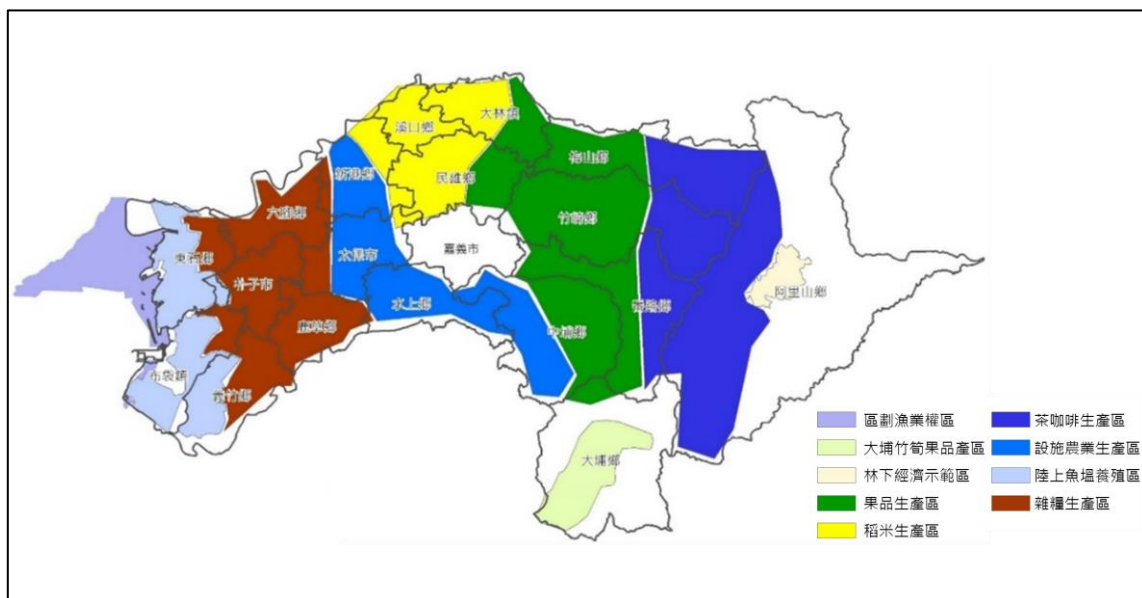 溪口鄉
大林鎮
民雄鄉
梅山鄉
新港鄉
竹崎鄉
六腳鄉
太保市
嘉義市
東石鄉
朴子市
水上鄉
鹿草鄉
中埔鄉
番路鄉
阿里山鄉
布袋鎮
義竹鄉
大埔鄉
區劃漁業權區
茶咖啡生產區
大埔竹筍果品產區
設施農業生產區
林下經濟示範區
陸上魚塭養殖區
果品生產區
雜糧生產區
稻米生產區